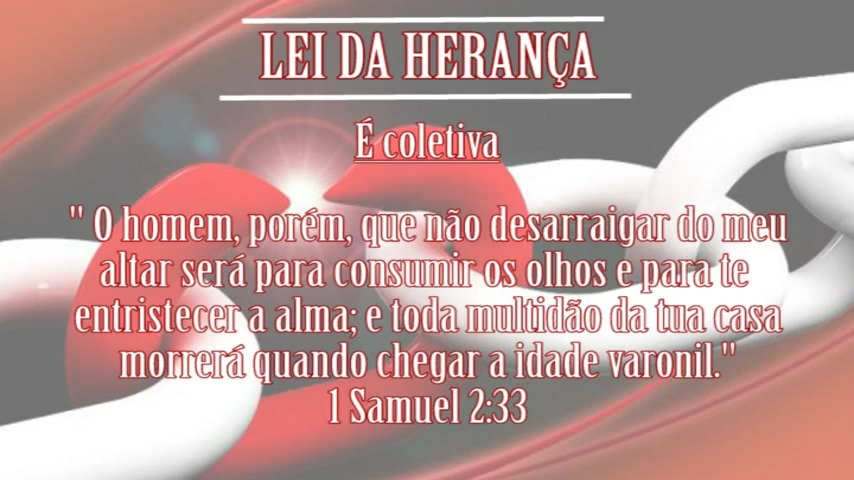 LEI DA HERANÇA
É coletiva
" O homem, porém, que não desarraigar do meu
altar será para consumir os olhos e para te
entristecer a alma; e toda multidão da tua casa
morrerá quando chegar a idade varonil."
1 Samuel 2:33